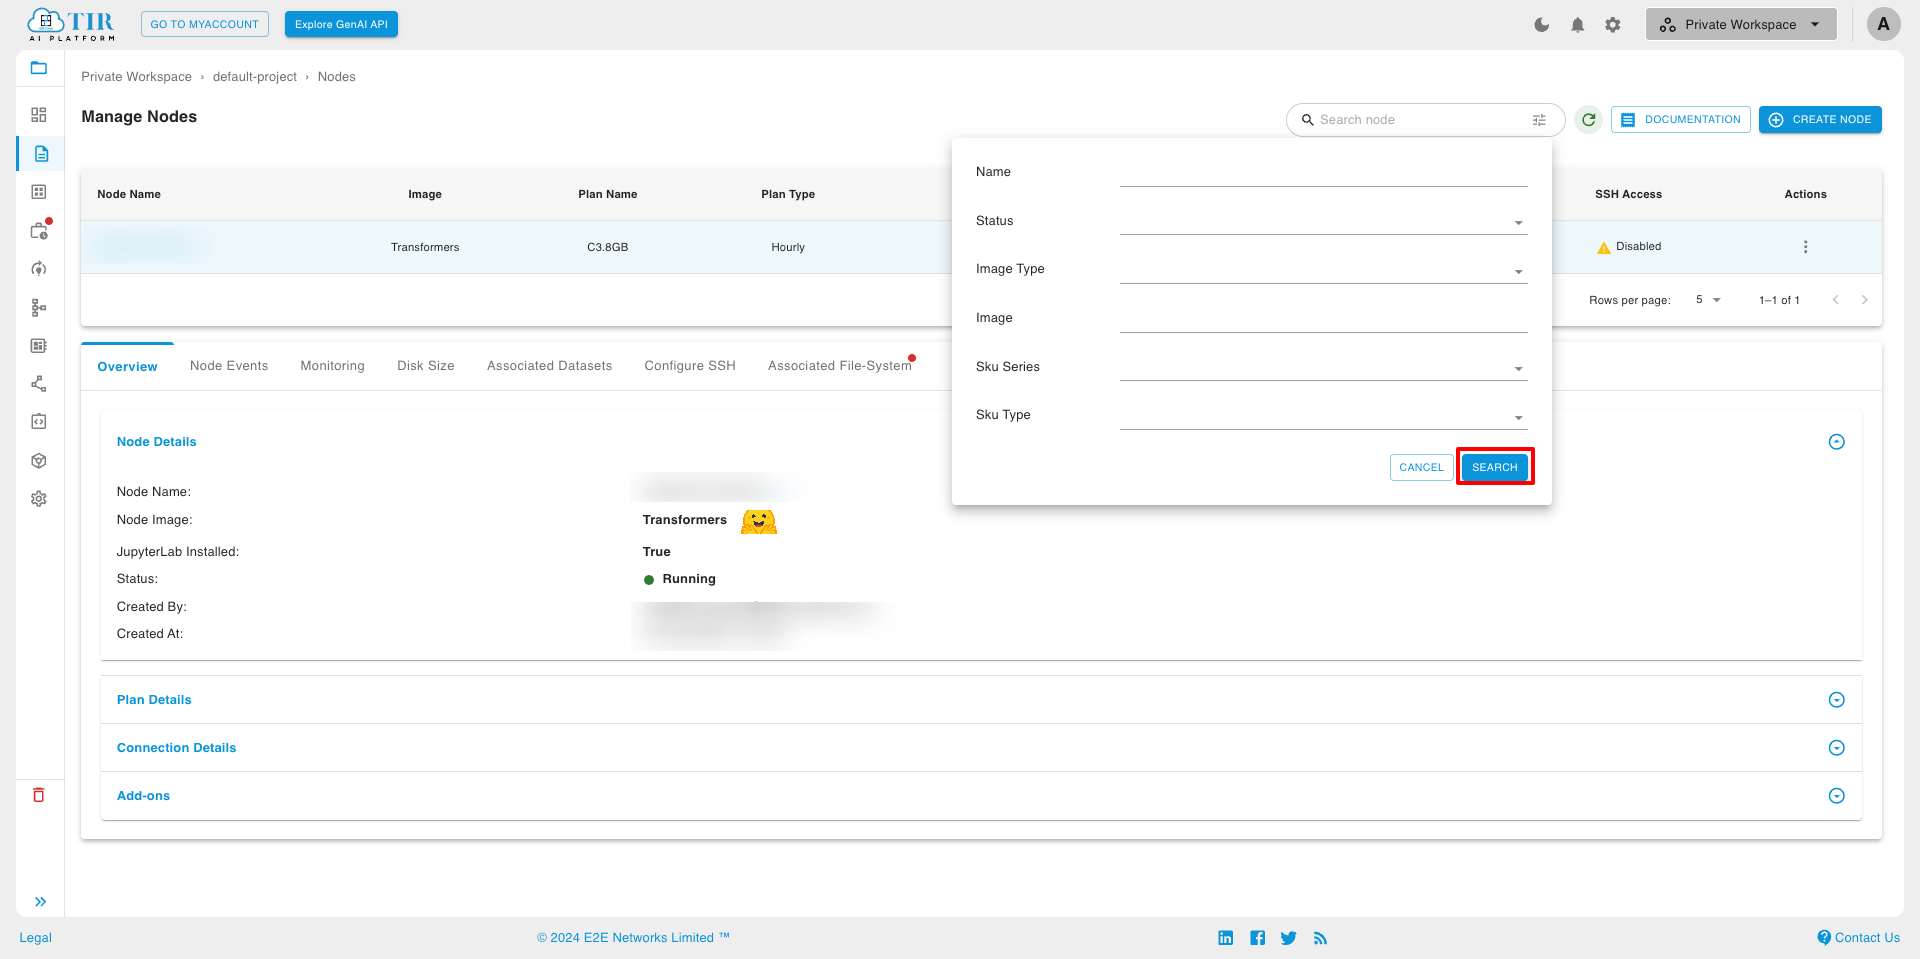 TIR
AI PLATFORM
GO TO MYACCOUNT
Explore GenAI API
Private Workspace
A
Private Workspace › default-project › Nodes
Manage Nodes
Search node
DOCUMENTATION
CREATE NODE
Node Name Image Plan Name Plan Type SSH Access Actions
Transformers C3.8GB Hourly Disabled
Rows per page: 5 1–1 of 1
Name
Status
Image Type
Image
Sku Series
Sku Type
CANCEL SEARCH
Overview Node Events Monitoring Disk Size Associated Datasets Configure SSH Associated File-System
Node Details
Node Name:
Node Image: Transformers
JupyterLab Installed: True
Status: Running
Created By:
Created At:
Plan Details
Connection Details
Add-ons
Legal
© 2024 E2E Networks Limited ™
Contact Us